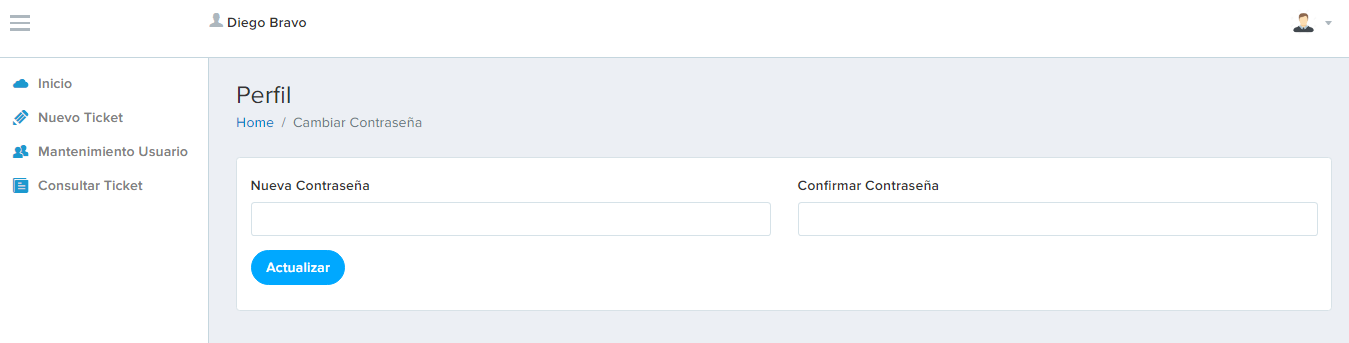 Diego Bravo
Inicio
Nuevo Ticket
Mantenimiento Usuario
Consultar Ticket
Perfil
Home / Cambiar Contraseña
Nueva Contraseña
Confirmar Contraseña
Actualizar